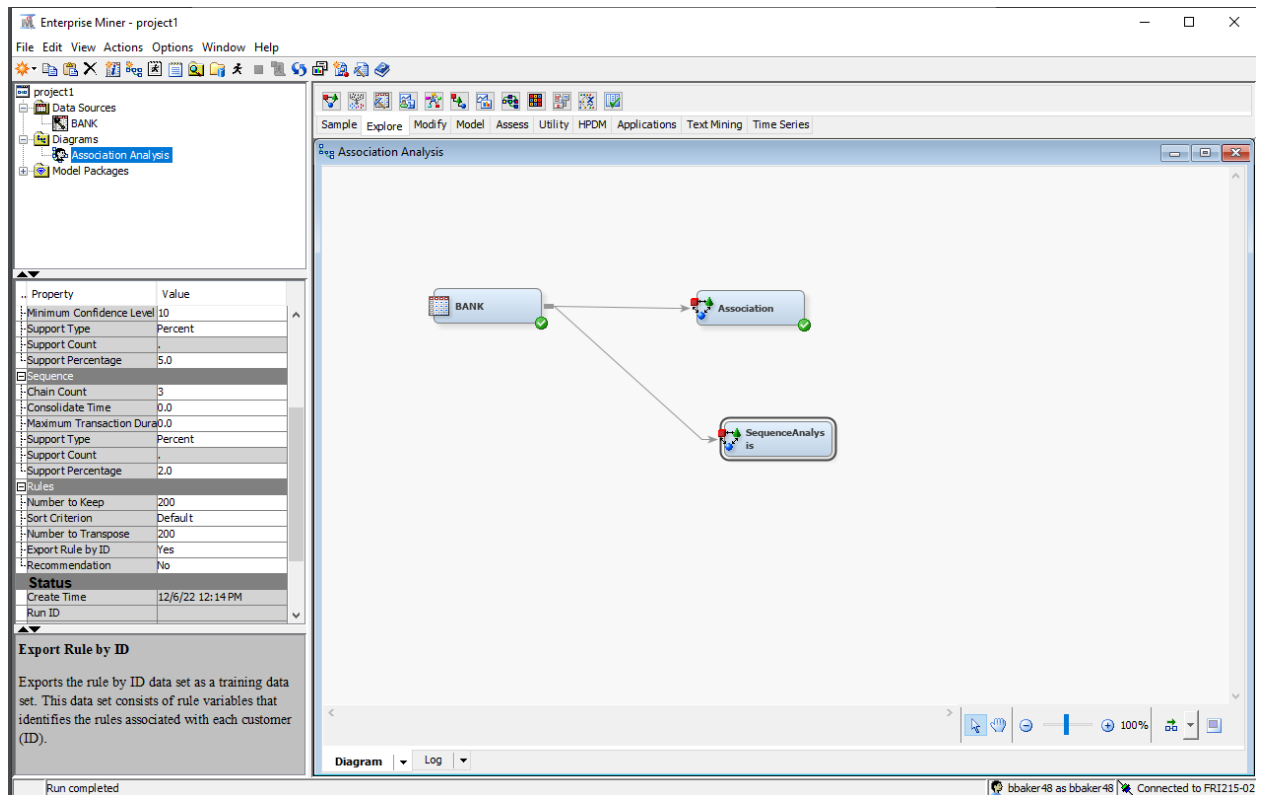 Enterprise Miner - project1
File Edit View Actions Options Window Help
project1
Data Sources
BANK
Diagrams
Association Analysis
Model Packages
.. Property Value
Minimum Confidence Level 10
Support Type Percent
Support Count .
Support Percentage 5.0
Sequence
Chain Count 3
Consolidate Time 0.0
Maximum Transaction Dura 0.0
Support Type Percent
Support Count .
Support Percentage 2.0
Rules
Number to Keep 200
Sort Criterion Default
Number to Transpose 200
Export Rule by ID Yes
Recommendation No
Status
Create Time 12/6/22 12:14 PM
Run ID
Export Rule by ID
Exports the rule by ID data set as a training data
set. This data set consists of rule variables that
identifies the rules associated with each customer
(ID).
Sample Explore Modify Model Assess Utility HPDM Applications Text Mining Time Series
Association Analysis
BANK
Association
SequenceAnalys
is
100%
Diagram Log
Run completed
bbaker48 as bbaker48 Connected to FRI215-02